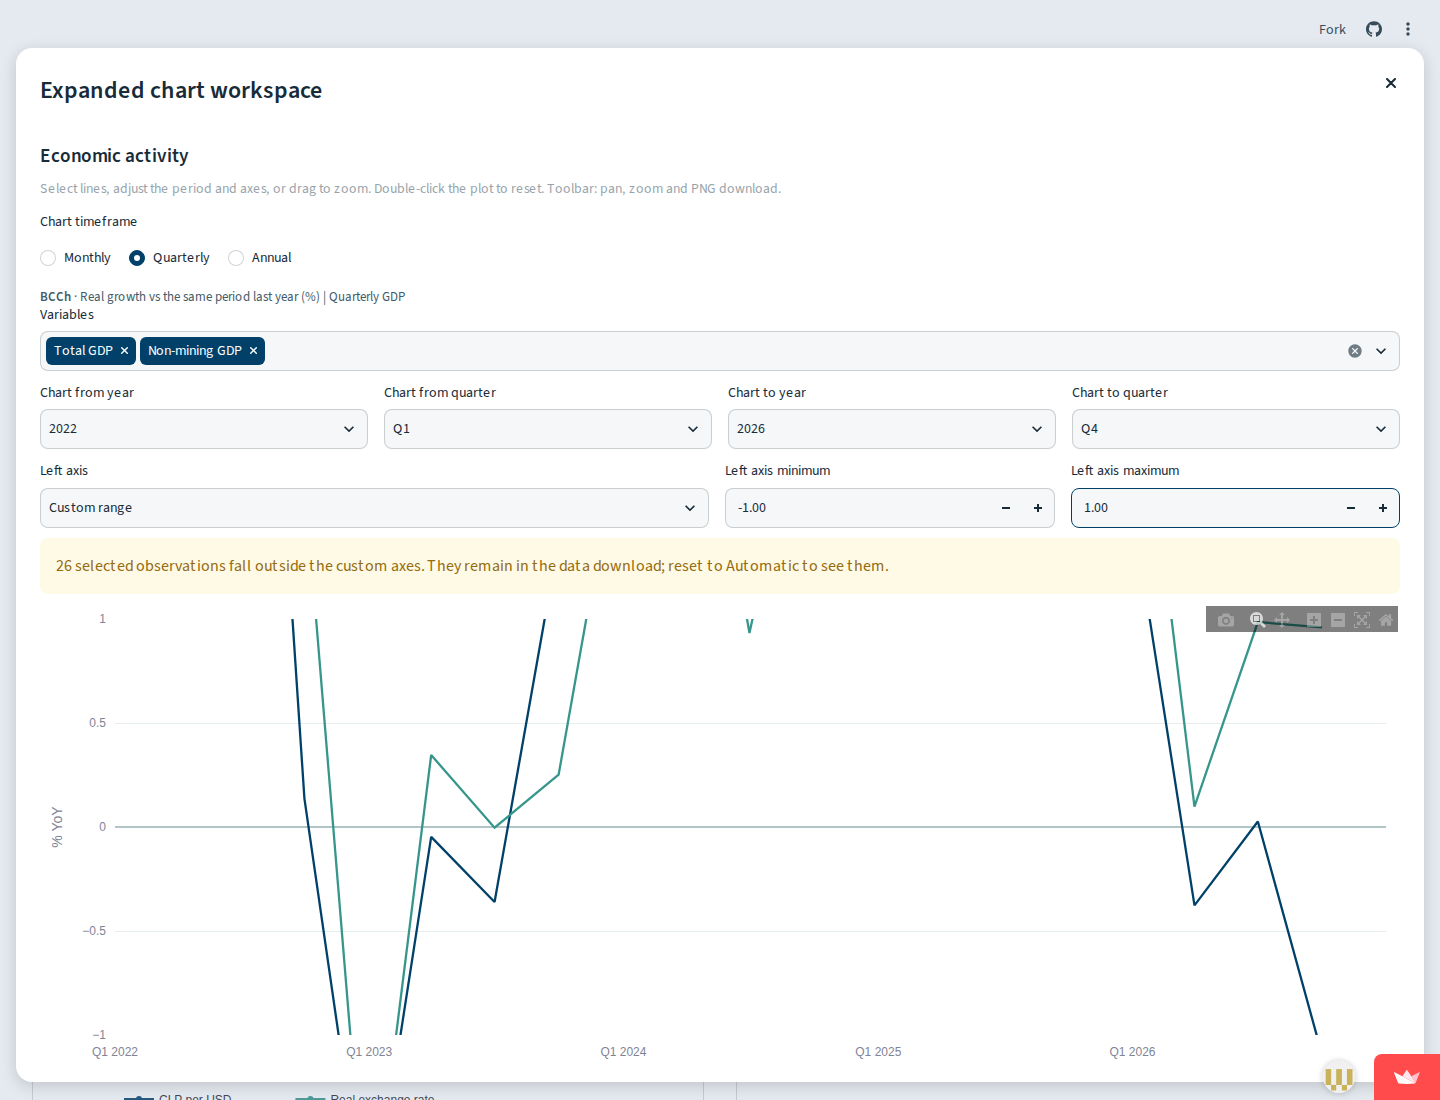 Fork
Expanded chart workspace
Economic activity
Select lines, adjust the period and axes, or drag to zoom. Double-click the plot to reset. Toolbar: pan, zoom and PNG download.
Chart timeframe
Monthly Quarterly Annual
BCCh · Real growth vs the same period last year (%) | Quarterly GDP
Variables
Total GDP Non-mining GDP
Chart from year Chart from quarter Chart to year Chart to quarter
2022 Q1 2026 Q4
Left axis Left axis minimum Left axis maximum
Custom range -1.00 1.00
26 selected observations fall outside the custom axes. They remain in the data download; reset to Automatic to see them.
1
0.5
% YoY
0
−0.5
−1
Q1 2022 Q1 2023 Q1 2024 Q1 2025 Q1 2026
CLP per USD Real exchange rate